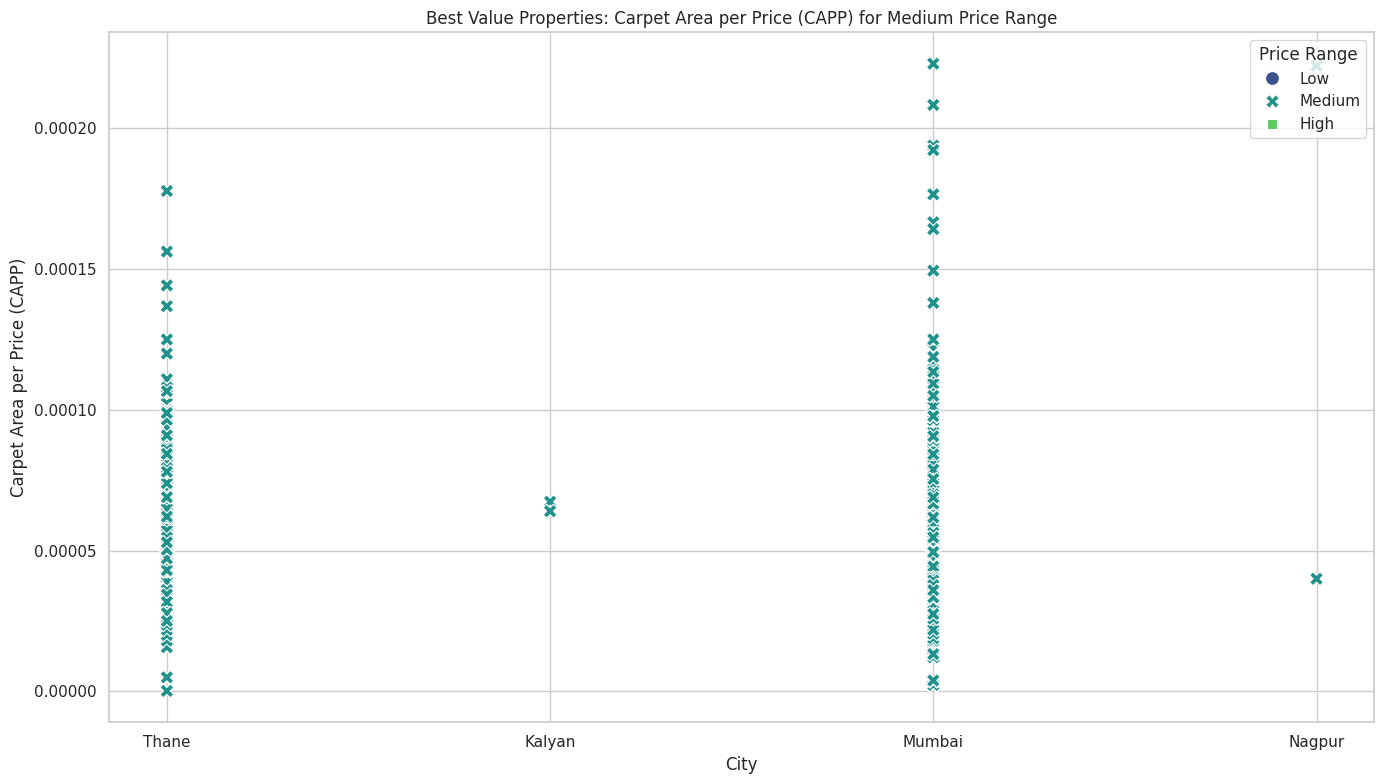 Best Value Properties: Carpet Area per Price (CAPP) for Medium Price Range
Price Range
Low
Medium
High
0.00020
0.00015
0.00010
0.00005
0.00000
Carpet Area per Price (CAPP)
Thane
Kalyan
Mumbai
Nagpur
City